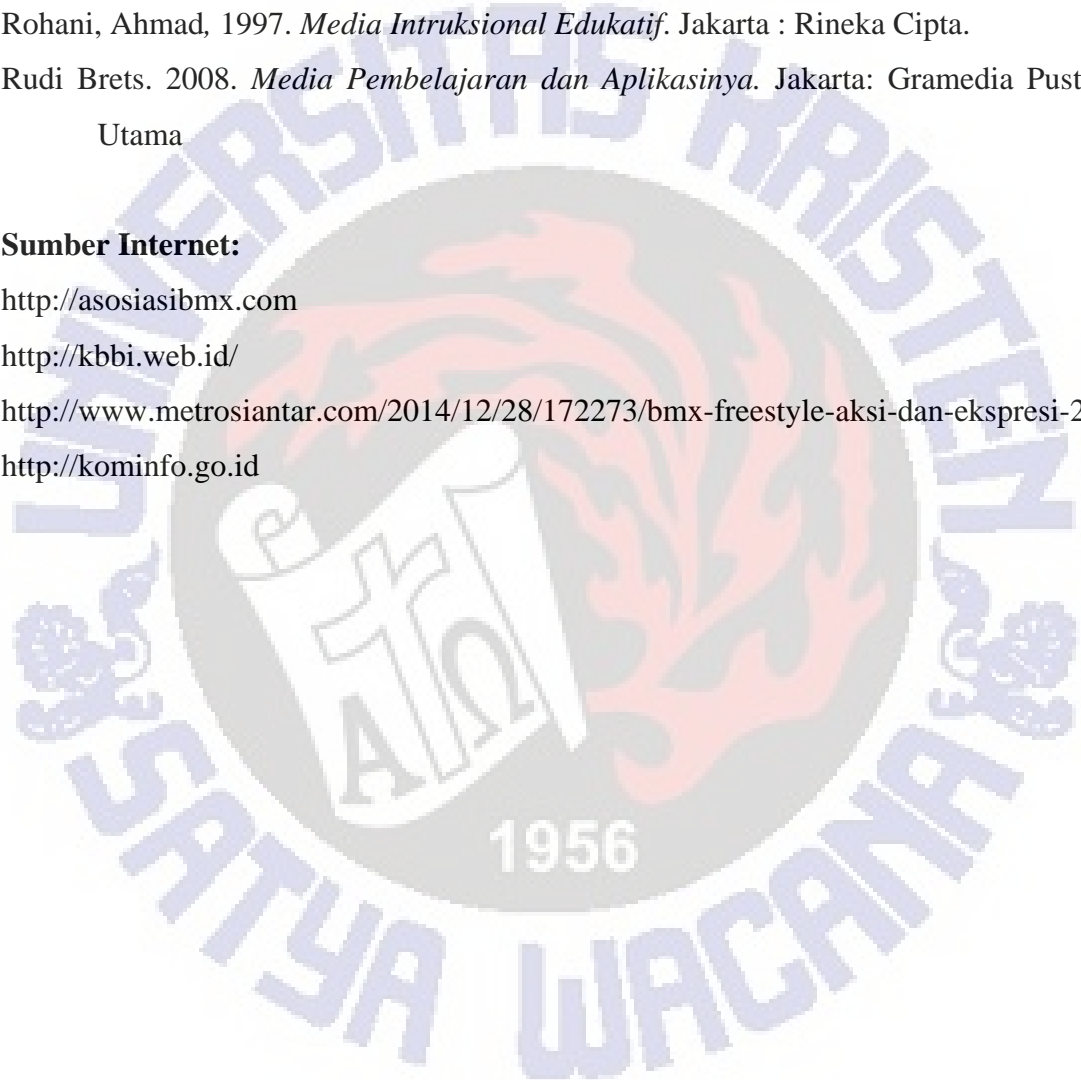 Rohani, Ahmad, 1997. Media Intruksional Edukatif. Jakarta : Rineka Cipta.
Rudi Brets. 2008. Media Pembelajaran dan Aplikasinya. Jakarta: Gramedia Pust
Utama
Sumber Internet:
http://asosiasibmx.com
http://kbbi.web.id/
http://www.metrosiantar.com/2014/12/28/172273/bmx-freestyle-aksi-dan-ekspresi-2
http://kominfo.go.id
UNIVERSITAS KRISTEN
SATYA WACANA
Α Ω
1956